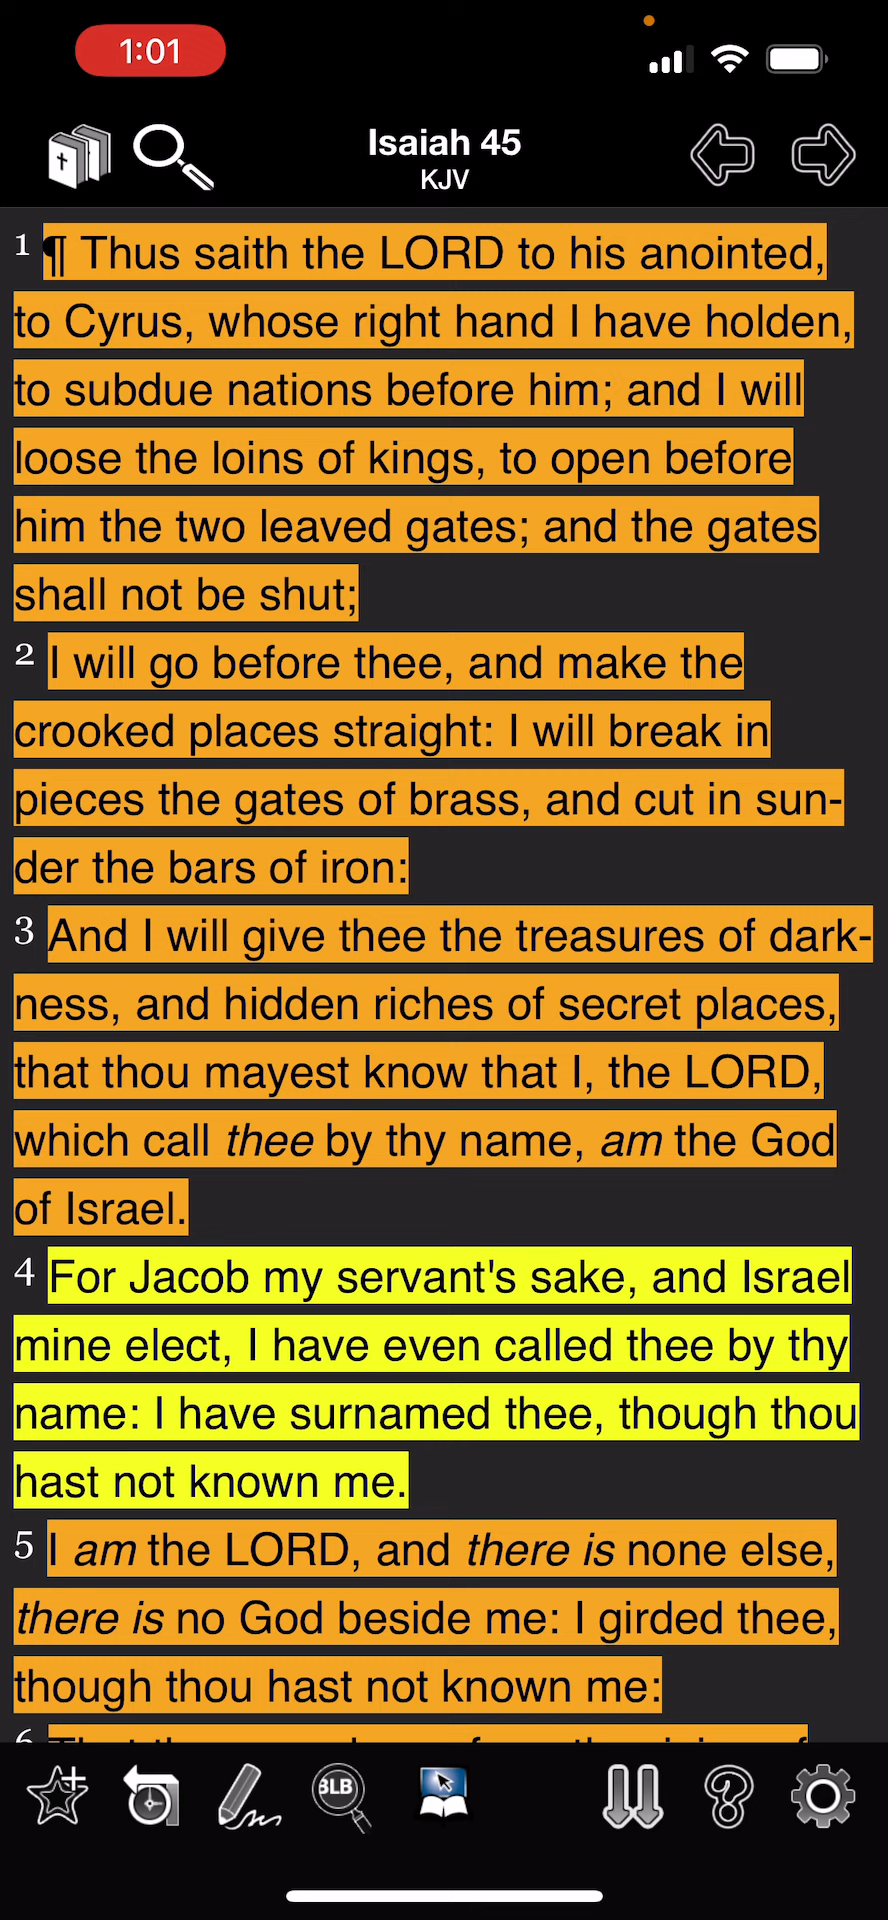 1:01
Isaiah 45
KJV
1 ¶ Thus saith the LORD to his anointed,
to Cyrus, whose right hand I have holden,
to subdue nations before him; and I will
loose the loins of kings, to open before
him the two leaved gates; and the gates
shall not be shut;
2 I will go before thee, and make the
crooked places straight: I will break in
pieces the gates of brass, and cut in sun-
der the bars of iron:
3 And I will give thee the treasures of dark-
ness, and hidden riches of secret places,
that thou mayest know that I, the LORD,
which call thee by thy name, am the God
of Israel.
4 For Jacob my servant's sake, and Israel
mine elect, I have even called thee by thy
name: I have surnamed thee, though thou
hast not known me.
5 I am the LORD, and there is none else,
there is no God beside me: I girded thee,
though thou hast not known me:
BLB